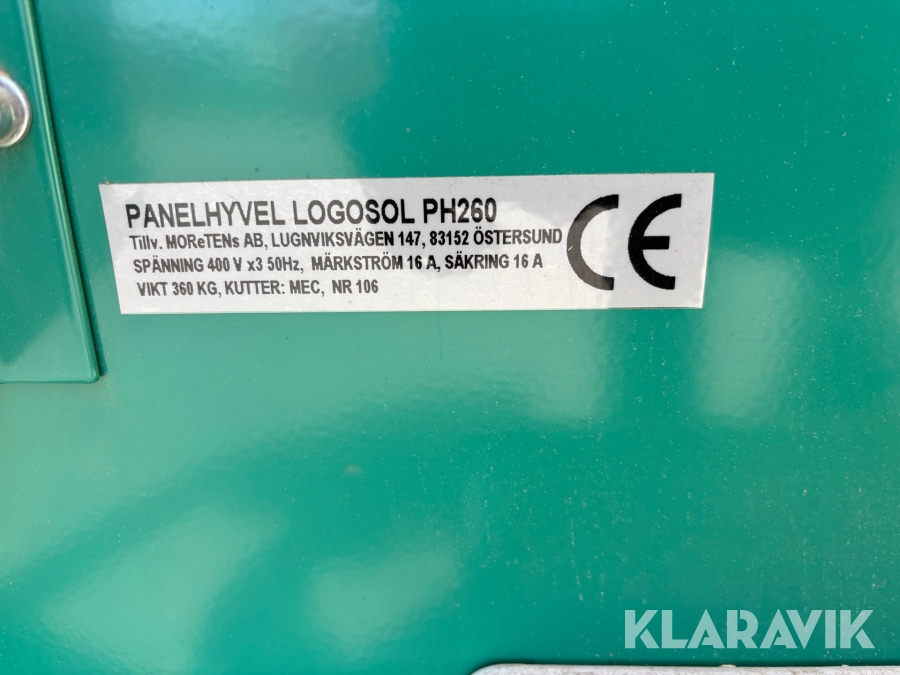 PANELHYVEL LOGOSOL PH260
Tillv. MOReTENs AB, LUGNVIKSVÄGEN 147, 83152 ÖSTERSUND
SPÄNNING 400 V x3 50Hz, MÄRKSTRÖM 16 A, SÄKRING 16 A
VIKT 360 KG, KUTTER: MEC, NR 106
CE
KLARAVIK